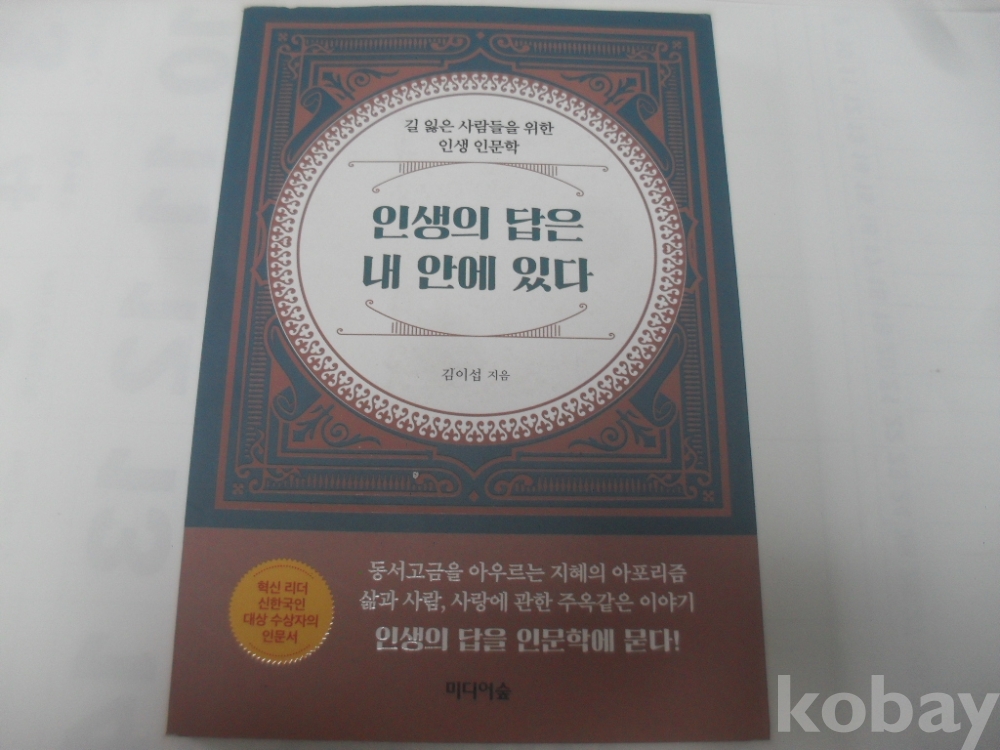 길 잃은 사람들을 위한
인생 인문학
인생의 답은
내 안에 있다
김이섭 지음
혁신 리더
신한국인
대상 수상자의
인문서
동서고금을 아우르는 지혜의 아포리즘
삶과 사람, 사랑에 관한 주옥같은 이야기
인생의 답을 인문학에 묻다!
미디어숲
kobay